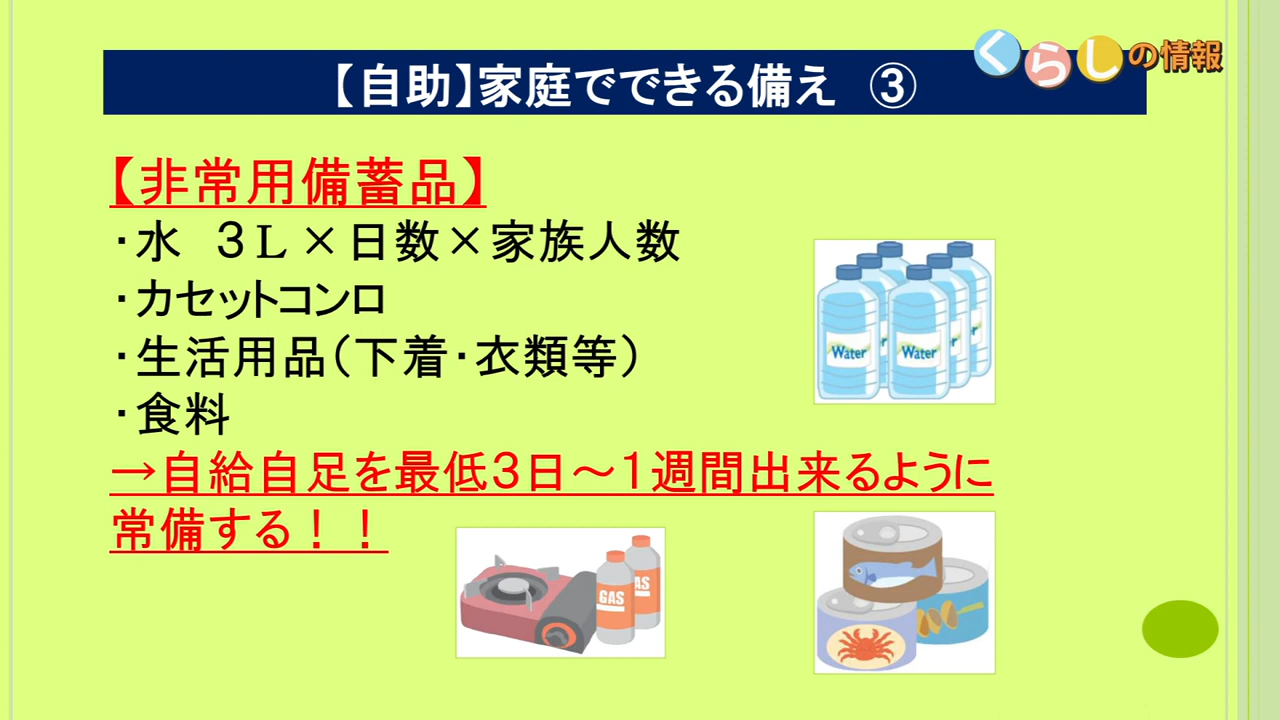 くらしの情報
【自助】家庭でできる備え　③
【非常用備蓄品】
・水　３L×日数×家族人数
・カセットコンロ
・生活用品（下着・衣類等）
・食料
→自給自足を最低３日～１週間出来るように
常備する！！
Water Water
GAS GAS